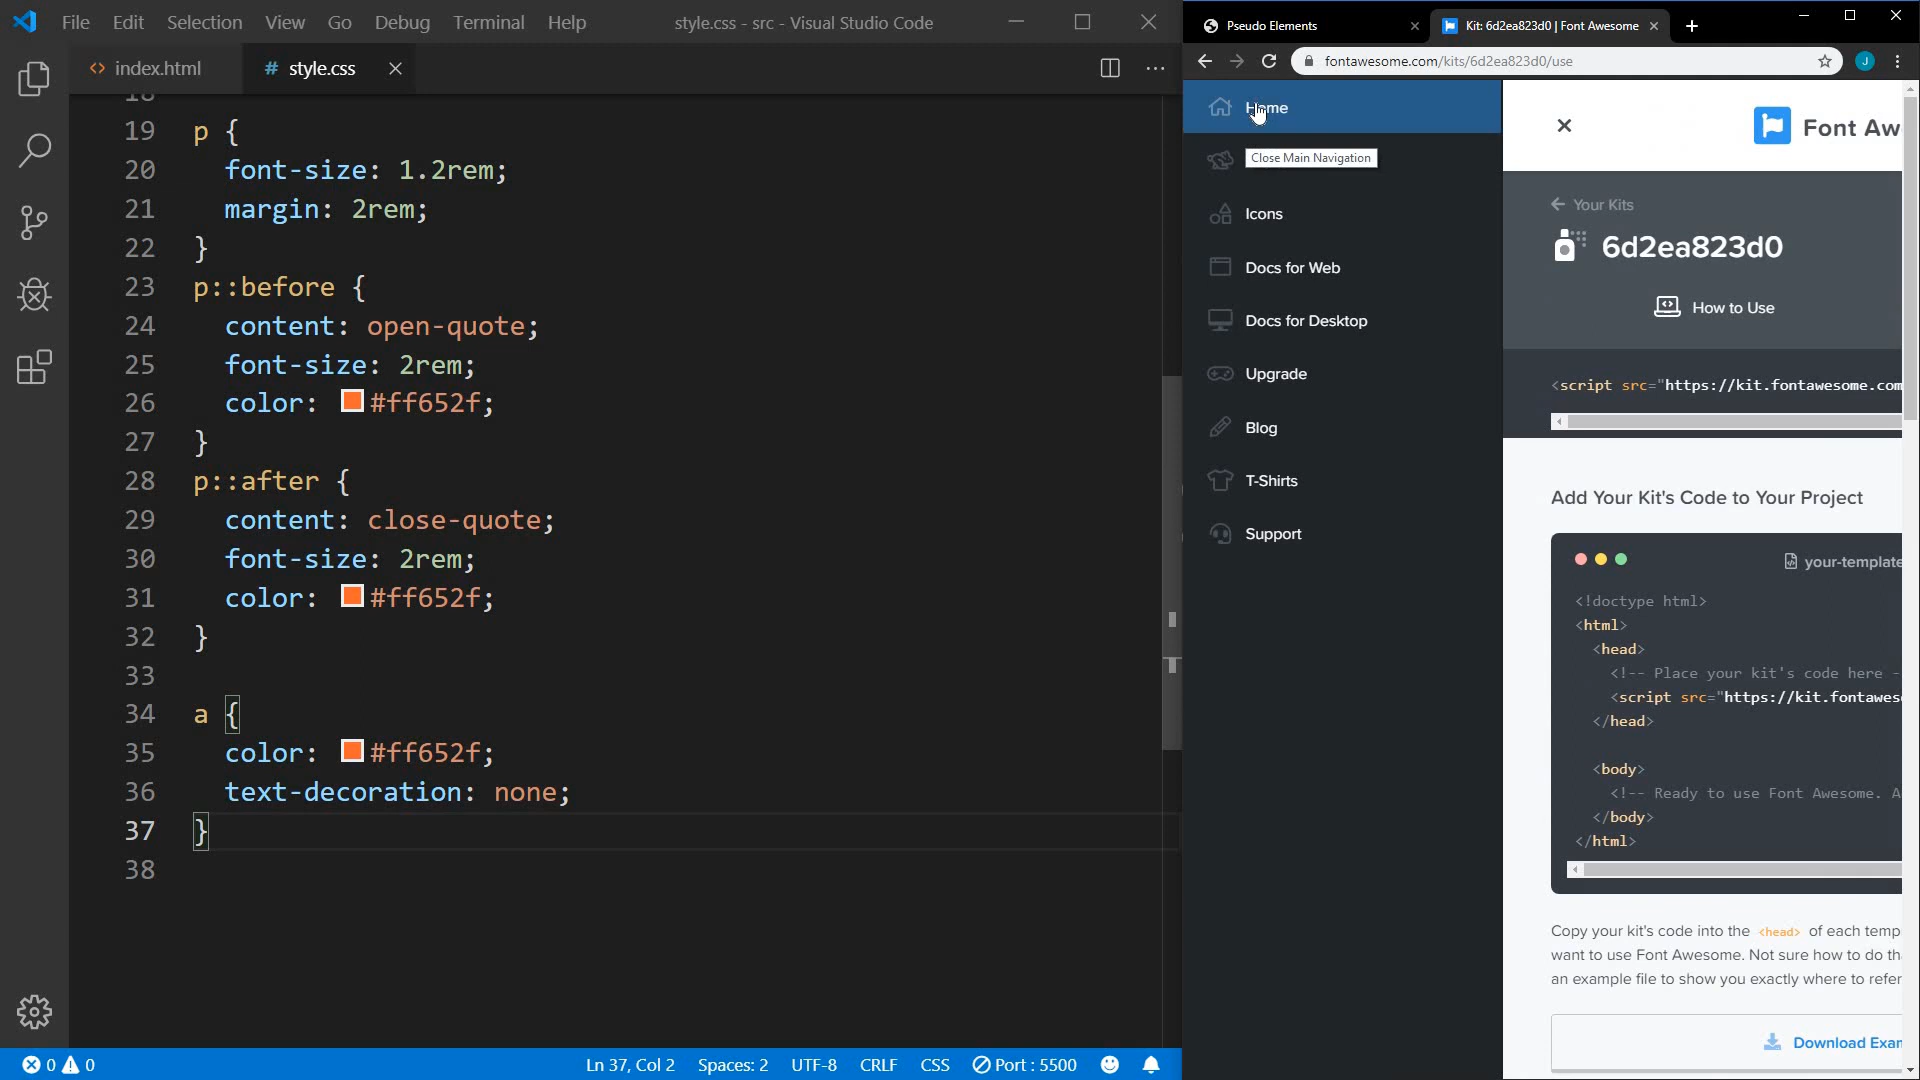 File Edit Selection View Go Debug Terminal Help style.css - src - Visual Studio Code
index.html
# style.css
19 p {
20 font-size: 1.2rem;
21 margin: 2rem;
22 }
23 p::before {
24 content: open-quote;
25 font-size: 2rem;
26 color: #ff652f;
27 }
28 p::after {
29 content: close-quote;
30 font-size: 2rem;
31 color: #ff652f;
32 }
33
34 a {
35 color: #ff652f;
36 text-decoration: none;
37 }
38
0 0 Ln 37, Col 2 Spaces: 2 UTF-8 CRLF CSS Port : 5500
Pseudo Elements
Kit: 6d2ea823d0 | Font Awesome
fontawesome.com/kits/6d2ea823d0/use
J
Home
Close Main Navigation
Icons
Docs for Web
Docs for Desktop
Upgrade
Blog
T-Shirts
Support
Font Aw
Your Kits
6d2ea823d0
How to Use
<script src="https://kit.fontawesome.com
Add Your Kit's Code to Your Project
your-template
<!doctype html>
<html>
<head>
<!-- Place your kit's code here -
<script src="https://kit.fontawes
</head>
<body>
<!-- Ready to use Font Awesome. A
</body>
</html>
Copy your kit's code into the <head> of each temp
want to use Font Awesome. Not sure how to do th
an example file to show you exactly where to refer
Download Exam